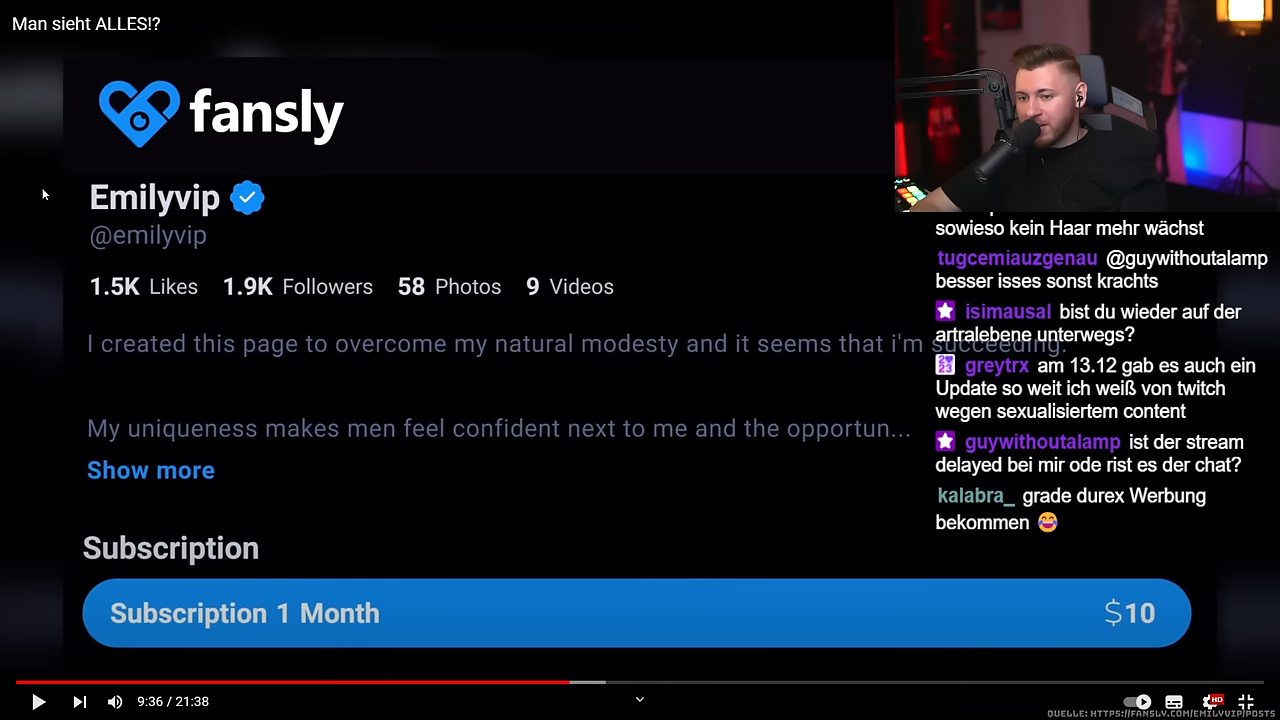 Man sieht ALLES!?
fansly
Emilyvip
@emilyvip
1.5K Likes 1.9K Followers 58 Photos 9 Videos
I created this page to overcome my natural modesty and it seems that i'm succeeding.
My uniqueness makes men feel confident next to me and the opportun...
Show more
Subscription
Subscription 1 Month $10
sowieso kein Haar mehr wächst
tugcemiauzgenau @guywithoutalamp
besser isses sonst krachts
isimausal bist du wieder auf der
artralebene unterwegs?
greytrx am 13.12 gab es auch ein
Update so weit ich weiß von twitch
wegen sexualisiertem content
guywithoutalamp ist der stream
delayed bei mir ode rist es der chat?
kalabra_ grade durex Werbung
bekommen
9:36 / 21:38
HD
QUELLE: HTTPS://FANSLY.COM/EMILYVIP/POSTS